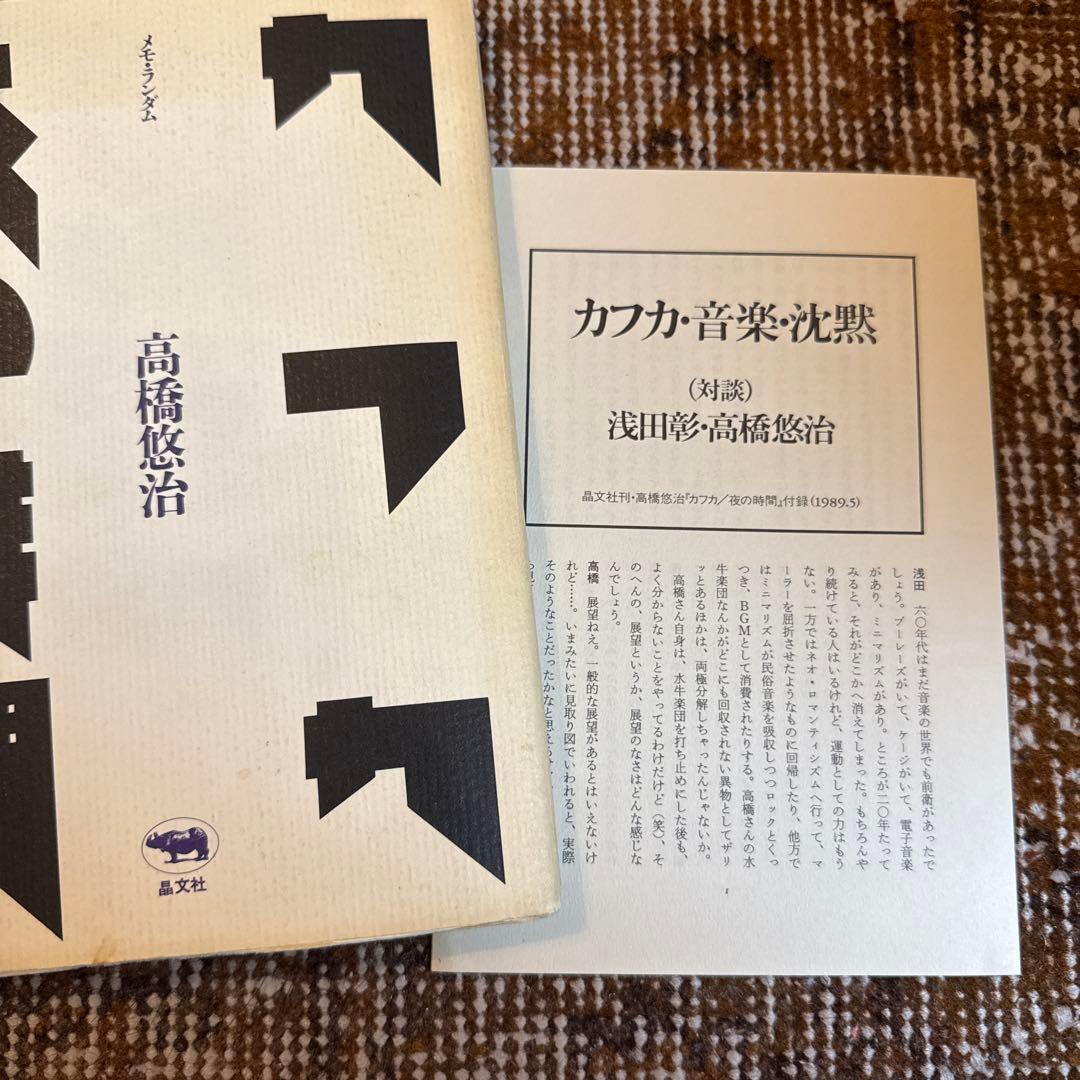 メモ・ランダム
カフカ
高橋悠治
晶文社
カフカ・音楽・沈黙
(対談)
浅田彰・高橋悠治
晶文社刊・高橋悠治『カフカ/夜の時間』付録(1989.5)
浅田 六〇年代はまだ音楽の世界でも前衛があったで
しょう。ブーレーズがいて、ケージがいて、電子音楽
があり、ミニマリズムがあり。ところが二〇年たって
みると、それがどこかへ消えてしまった。もちろんや
り続けている人はいるけれど、運動としての力はもう
ない。一方ではネオ・ロマンティシズムへ行って、マ
ーラーを屈折させたようなものに回帰したり、他方で
はミニマリズムが民俗音楽を吸収しつつロックとくっ
つき、BGMとして消費されたりする。高橋さんの水
牛楽団なんかがどこにも回収されない異物としてザリ
ッとあるほかは、両極分解しちゃったんじゃないか。
高橋さん自身は、水牛楽団を打ち止めにした後も、
よく分からないことをやってるわけだけど(笑)、そ
のへんの、展望というか、展望のなさはどんな感じな
んでしょう。
高橋 展望ねえ。一般的な展望があるとはいえないけ
れど……。いまみたいに見取り図でいわれると、実際
そのようなことだったかなと思え
1